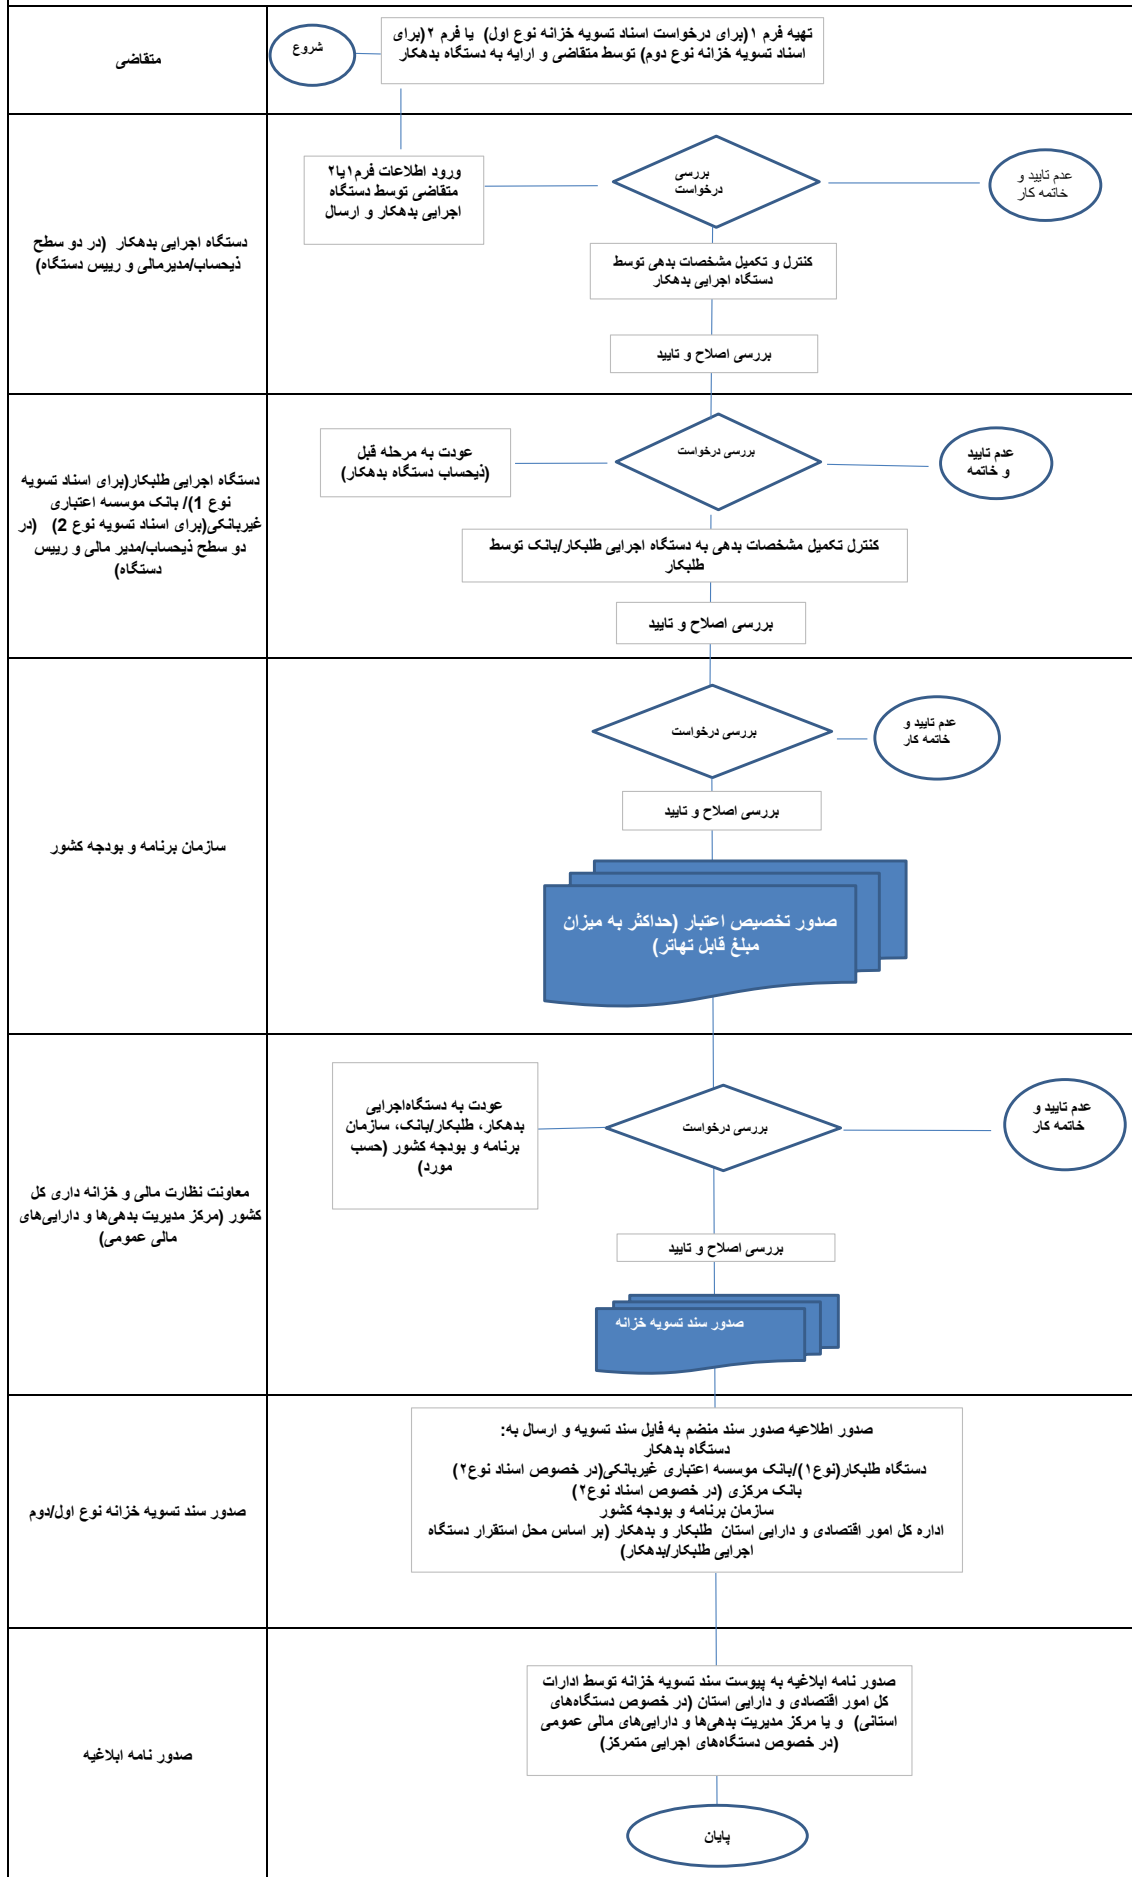 متقاضی
شروع
تهیه فرم ۱(برای درخواست اسناد تسویه خزانه نوع اول) یا فرم ۲(برای
اسناد تسویه خزانه نوع دوم) توسط متقاضی و ارایه به دستگاه بدهکار
دستگاه اجرایی بدهکار (در دو سطح
ذیحساب/مدیرمالی و رییس دستگاه)
ورود اطلاعات فرم۱یا۲
متقاضی توسط دستگاه
اجرایی بدهکار و ارسال
بررسی
درخواست
عدم تایید و
خاتمه کار
کنترل و تکمیل مشخصات بدهی توسط
دستگاه اجرایی بدهکار
بررسی اصلاح و تایید
دستگاه اجرایی طلبکار(برای اسناد تسویه
نوع 1)/ بانک موسسه اعتباری
غیربانکی(برای اسناد تسویه نوع 2) (در
دو سطح ذیحساب/مدیر مالی و رییس
دستگاه)
بررسی درخواست
عدم تایید
و خاتمه
عودت به مرحله قبل
(ذیحساب دستگاه بدهکار)
کنترل تکمیل مشخصات بدهی به دستگاه اجرایی طلبکار/بانک توسط
طلبکار
بررسی اصلاح و تایید
سازمان برنامه و بودجه کشور
بررسی درخواست
عدم تایید و
خاتمه کار
بررسی اصلاح و تایید
صدور تخصیص اعتبار (حداکثر به میزان
مبلغ قابل تهاتر)
معاونت نظارت مالی و خزانه داری کل
کشور (مرکز مدیریت بدهی‌ها و دارایی‌های
مالی عمومی)
بررسی درخواست
عدم تایید و
خاتمه کار
عودت به دستگاه‌اجرایی
بدهکار، طلبکار/بانک، سازمان
برنامه و بودجه کشور (حسب
مورد)
بررسی اصلاح و تایید
صدور سند تسویه خزانه
صدور سند تسویه خزانه نوع اول/دوم
صدور اطلاعیه صدور سند منضم به فایل سند تسویه و ارسال به:
دستگاه بدهکار
دستگاه طلبکار(نوع۱)/بانک موسسه اعتباری غیربانکی(در خصوص اسناد نوع۲)
بانک مرکزی (در خصوص اسناد نوع۲)
سازمان برنامه و بودجه کشور
اداره کل امور اقتصادی و دارایی استان طلبکار و بدهکار (بر اساس محل استقرار دستگاه
اجرایی طلبکار/بدهکار)
صدور نامه ابلاغیه
صدور نامه ابلاغیه به پیوست سند تسویه خزانه توسط ادارات
کل امور اقتصادی و دارایی استان (در خصوص دستگاه‌های
استانی) و یا مرکز مدیریت بدهی‌ها و دارایی‌های مالی عمومی
(در خصوص دستگاه‌های اجرایی متمرکز)
پایان